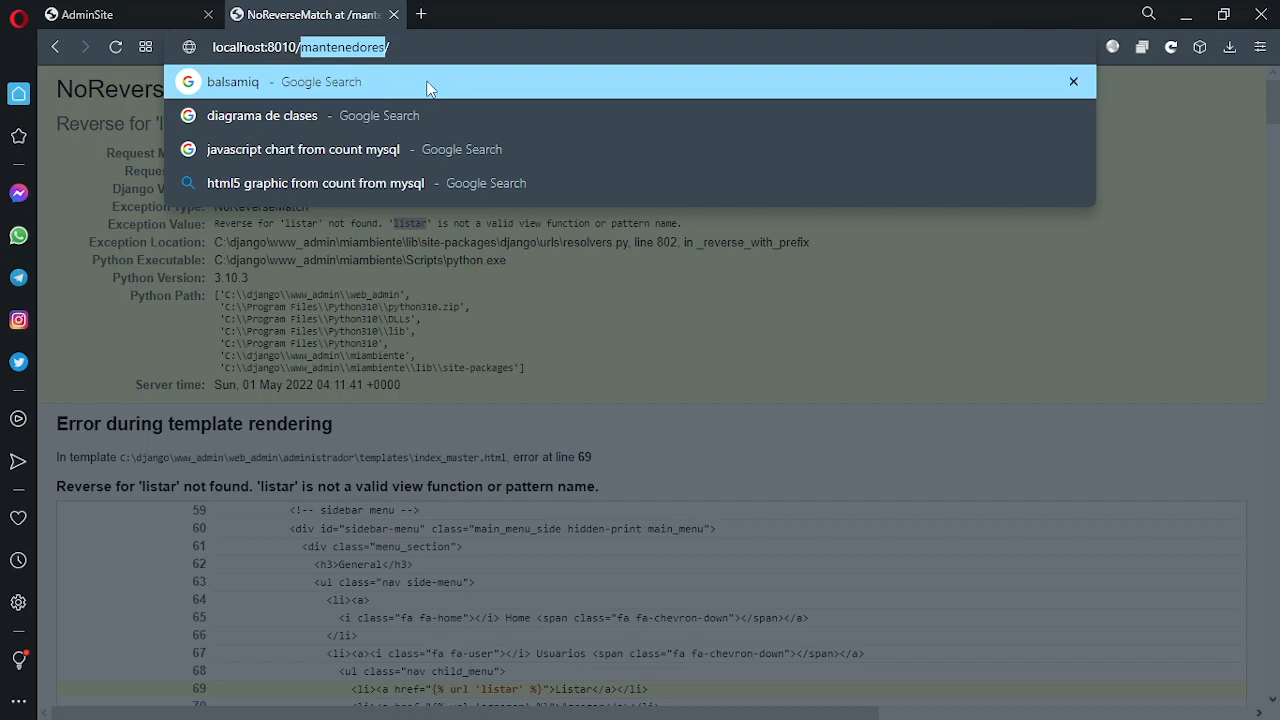 AdminSite
NoReverseMatch at /mante
localhost:8010/mantenedores/
balsamiq - Google Search
diagrama de clases - Google Search
javascript chart from count mysql - Google Search
html5 graphic from count from mysql - Google Search
NoRevers
Reverse for 'l
Request M
Reques
Django V
Exception Type: NoReverseMatch
Exception Value: Reverse for 'listar' not found. 'listar' is not a valid view function or pattern name.
Exception Location: C:\django\www_admin\miambiente\lib\site-packages\django\urls\resolvers.py, line 802, in _reverse_with_prefix
Python Executable: C:\django\www_admin\miambiente\Scripts\python.exe
Python Version: 3.10.3
Python Path: ['C:\\django\\www_admin\\web_admin',
'C:\\Program Files\\Python310\\python310.zip',
'C:\\Program Files\\Python310\\DLLs',
'C:\\Program Files\\Python310\\lib',
'C:\\Program Files\\Python310',
'C:\\django\\www_admin\\miambiente',
'C:\\django\\www_admin\\miambiente\\lib\\site-packages']
Server time: Sun, 01 May 2022 04:11:41 +0000
Error during template rendering
In template c:\django\www_admin\web_admin\administrador\templates\index_master.html, error at line 69
Reverse for 'listar' not found. 'listar' is not a valid view function or pattern name.
59 <!-- sidebar menu -->
60 <div id="sidebar-menu" class="main_menu_side hidden-print main_menu">
61 <div class="menu_section">
62 <h3>General</h3>
63 <ul class="nav side-menu">
64 <li><a>
65 <i class="fa fa-home"></i> Home <span class="fa fa-chevron-down"></span></a>
66 </li>
67 <li><a><i class="fa fa-user"></i> Usuarios <span class="fa fa-chevron-down"></span></a>
68 <ul class="nav child_menu">
69 <li><a href="{% url 'listar' %}">Listar</a></li>